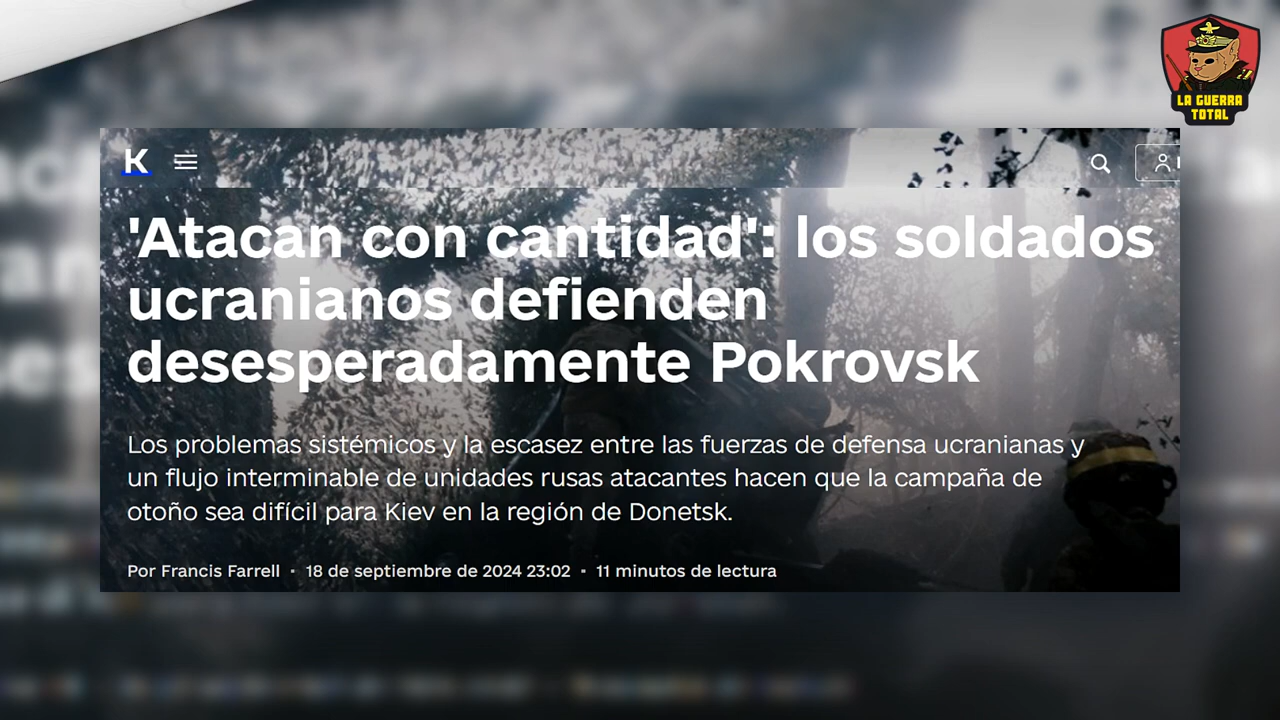 LA GUERRA
TOTAL
K
'Atacan con cantidad': los soldados
ucranianos defienden
desesperadamente Pokrovsk
Los problemas sistémicos y la escasez entre las fuerzas de defensa ucranianas y
un flujo interminable de unidades rusas atacantes hacen que la campaña de
otoño sea difícil para Kiev en la región de Donetsk.
Por Francis Farrell • 18 de septiembre de 2024 23:02 • 11 minutos de lectura